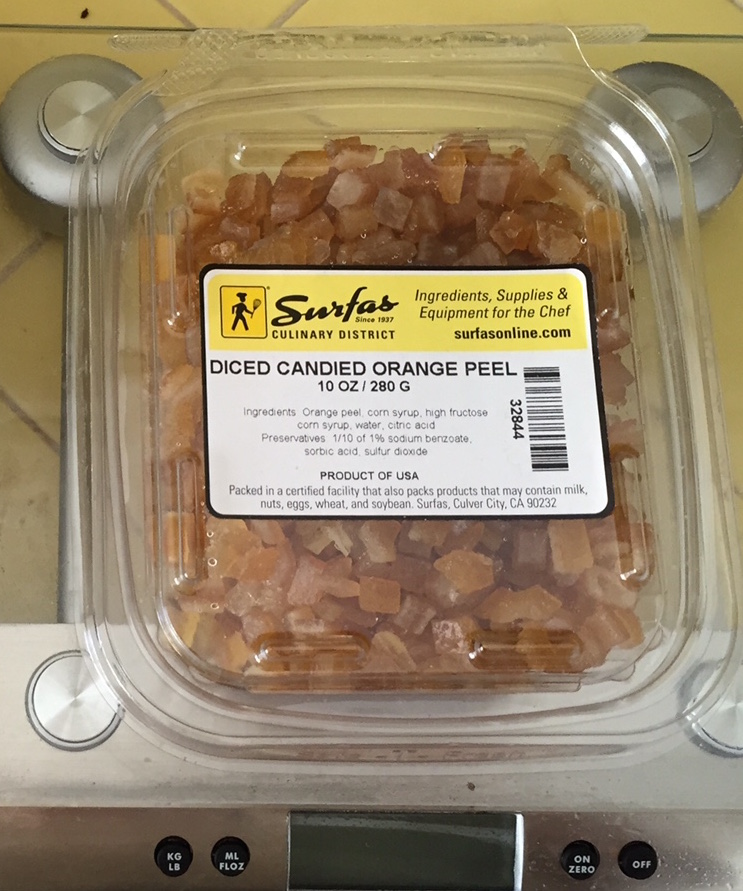 Surfas
Since 1937
CULINARY DISTRICT
Ingredients, Supplies &
Equipment for the Chef
surfasonline.com
DICED CANDIED ORANGE PEEL
10 OZ / 280 G
32844
Ingredients Orange peel, corn syrup, high fructose
corn syrup, water, citric acid
Preservatives 1/10 of 1% sodium benzoate,
sorbic acid, sulfur dioxide
PRODUCT OF USA
Packed in a certified facility that also packs products that may contain milk,
nuts, eggs, wheat, and soybean. Surfas, Culver City, CA 90232
KG
LB
ML
FLOZ
ON
ZERO
OFF